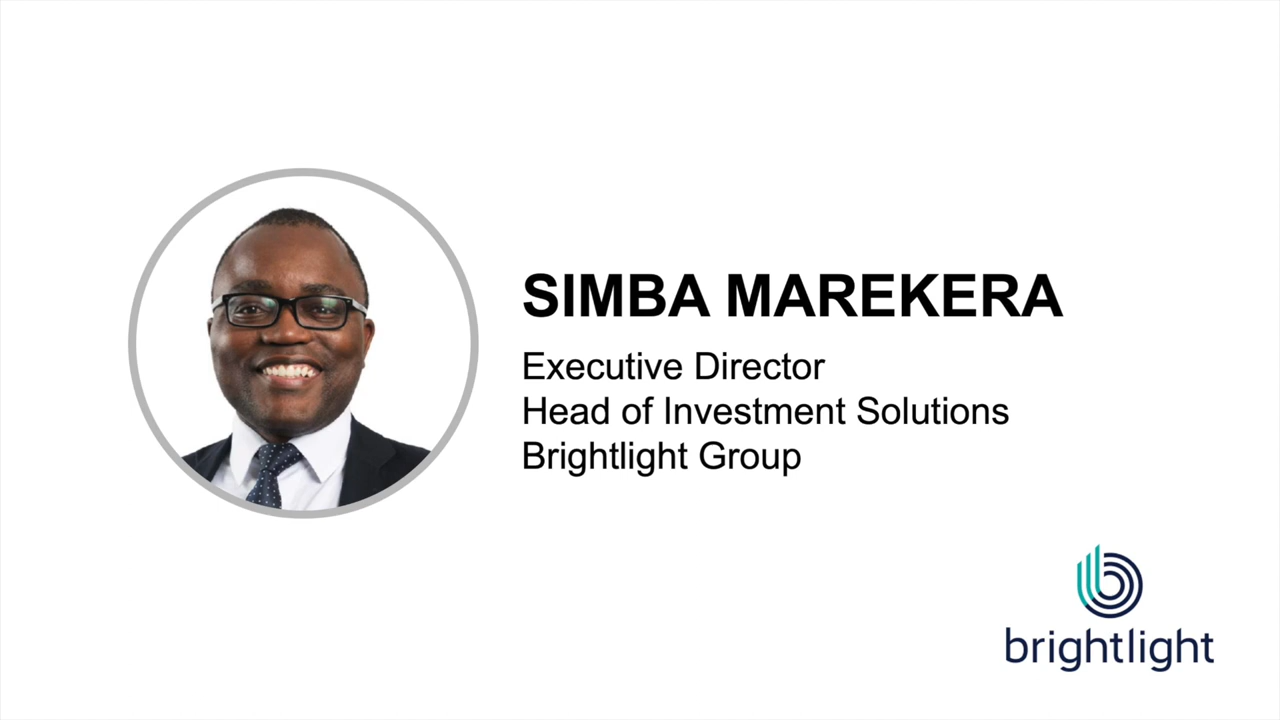 SIMBA MAREKERA
Executive Director
Head of Investment Solutions
Brightlight Group
brightlight